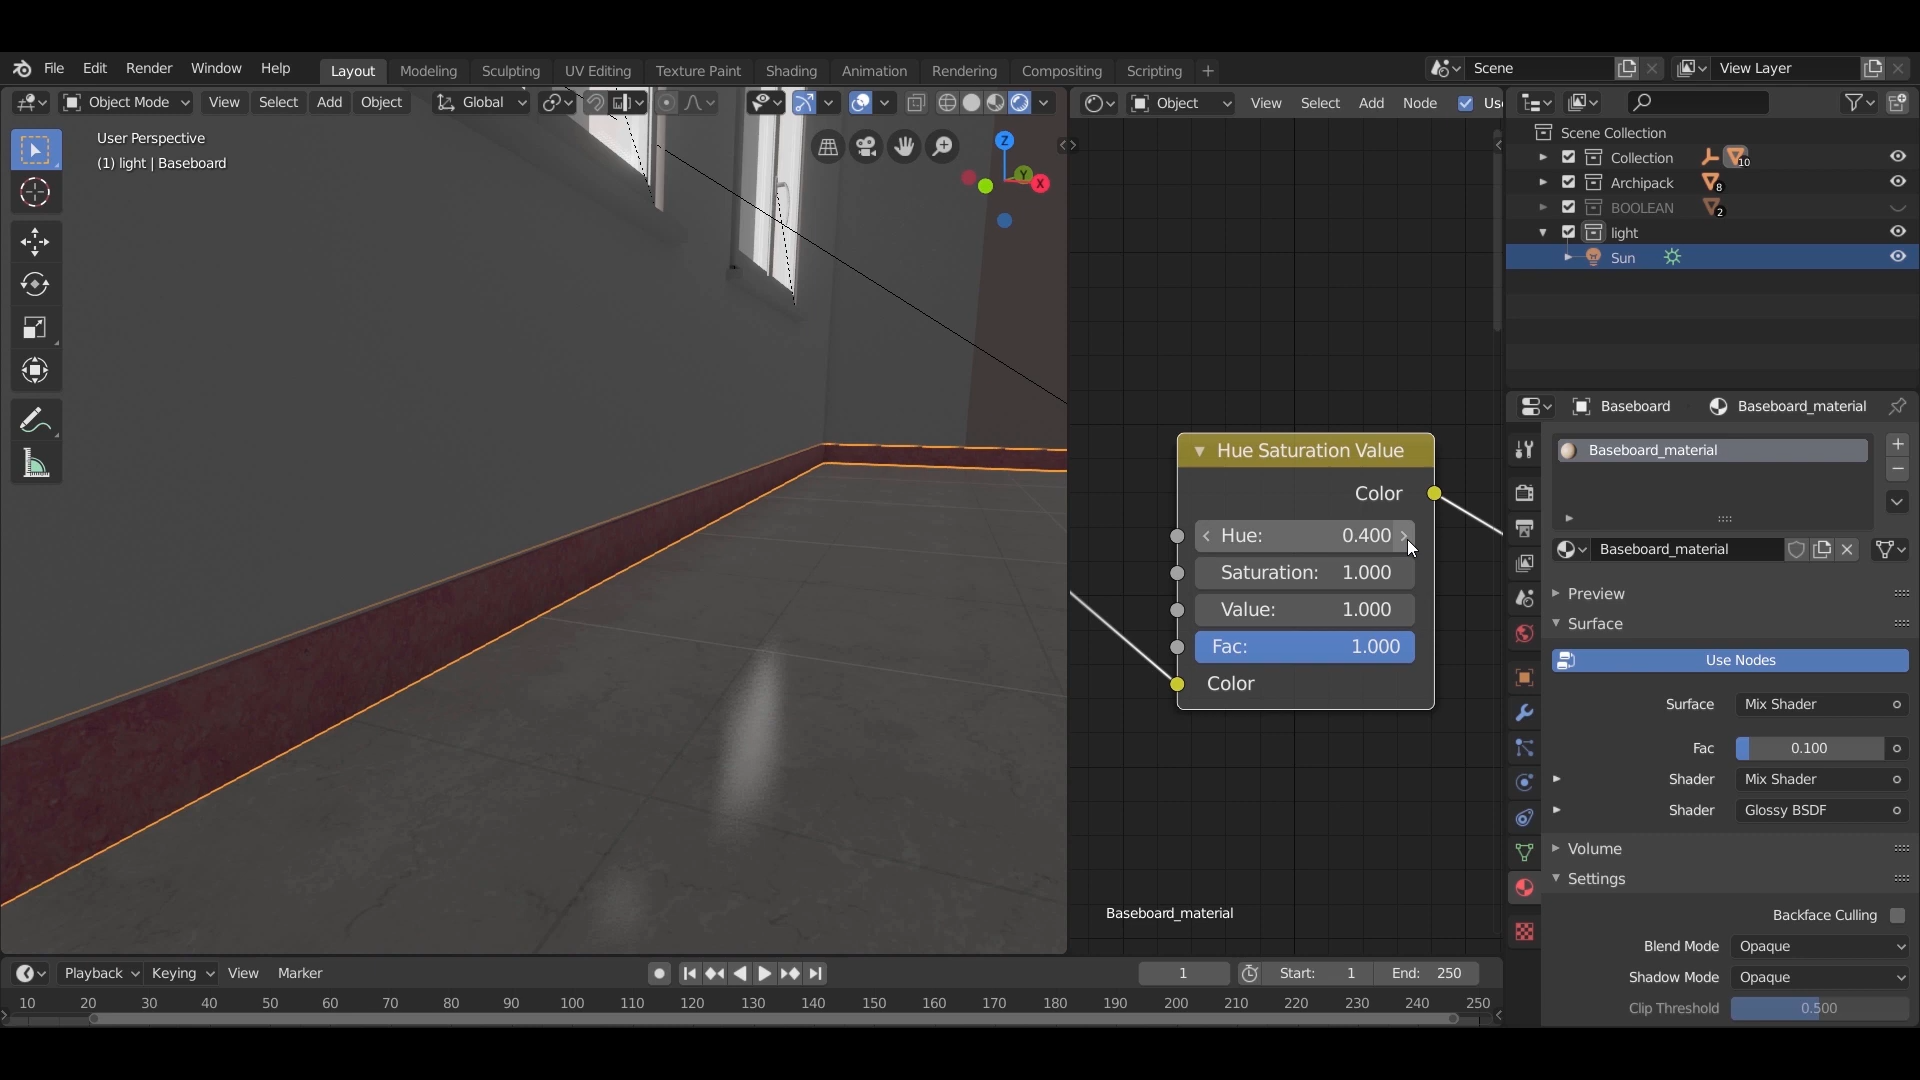 File Edit Render Window Help Layout Modeling Sculpting UV Editing Texture Paint Shading Animation Rendering Compositing Scripting + Scene View Layer
Object Mode View Select Add Object Global Object View Select Add Node Us
User Perspective
(1) light | Baseboard
Z
Y
X
Scene Collection
Collection 10
Archipack 8
BOOLEAN 2
light
Sun
Hue Saturation Value
Color
Hue: 0.400
Saturation: 1.000
Value: 1.000
Fac: 1.000
Color
Baseboard_material
Baseboard Baseboard_material
Baseboard_material
Baseboard_material
Preview
Surface
Use Nodes
Surface Mix Shader
Fac 0.100
Shader Mix Shader
Shader Glossy BSDF
Volume
Settings
Backface Culling
Blend Mode Opaque
Shadow Mode Opaque
Clip Threshold 0.500
Playback Keying View Marker 1 Start: 1 End: 250
10 20 30 40 50 60 70 80 90 100 110 120 130 140 150 160 170 180 190 200 210 220 230 240 250